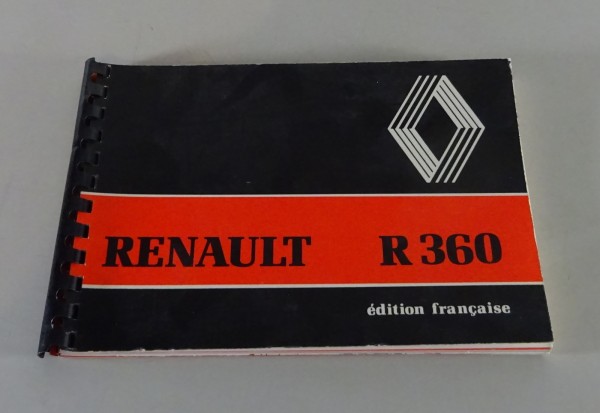 RENAULT R 360
édition française